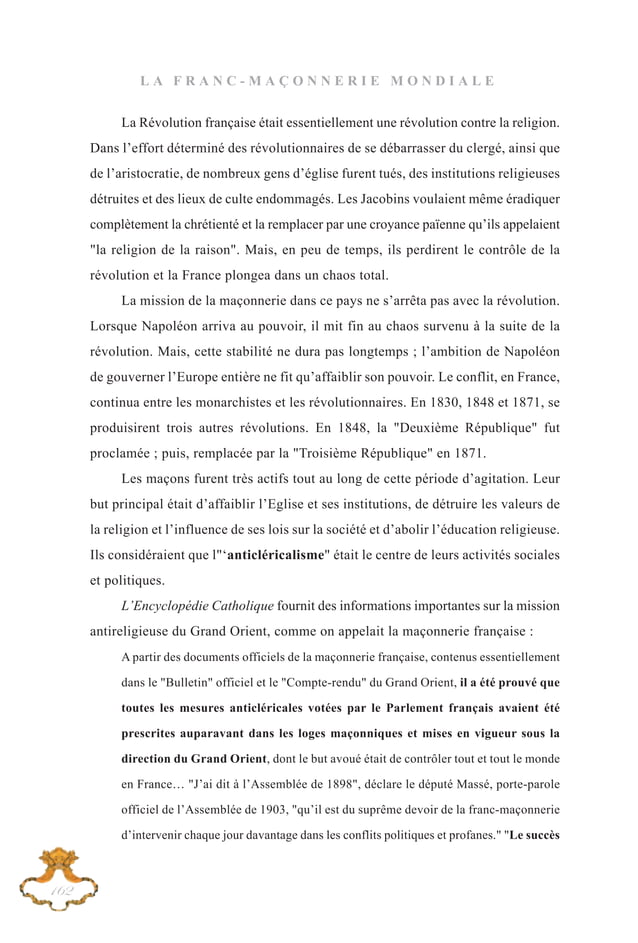 LA FRANC-MAÇONNERIE MONDIALE
La Révolution française était essentiellement une révolution contre la religion.
Dans l’effort déterminé des révolutionnaires de se débarrasser du clergé, ainsi que
de l’aristocratie, de nombreux gens d’église furent tués, des institutions religieuses
détruites et des lieux de culte endommagés. Les Jacobins voulaient même éradiquer
complètement la chrétienté et la remplacer par une croyance païenne qu’ils appelaient
"la religion de la raison". Mais, en peu de temps, ils perdirent le contrôle de la
révolution et la France plongea dans un chaos total.
La mission de la maçonnerie dans ce pays ne s’arrêta pas avec la révolution.
Lorsque Napoléon arriva au pouvoir, il mit fin au chaos survenu à la suite de la
révolution. Mais, cette stabilité ne dura pas longtemps ; l’ambition de Napoléon
de gouverner l’Europe entière ne fit qu’affaiblir son pouvoir. Le conflit, en France,
continua entre les monarchistes et les révolutionnaires. En 1830, 1848 et 1871, se
produisirent trois autres révolutions. En 1848, la "Deuxième République" fut
proclamée ; puis, remplacée par la "Troisième République" en 1871.
Les maçons furent très actifs tout au long de cette période d’agitation. Leur
but principal était d’affaiblir l’Eglise et ses institutions, de détruire les valeurs de
la religion et l’influence de ses lois sur la société et d’abolir l’éducation religieuse.
Ils considéraient que l"‘anticléricalisme" était le centre de leurs activités sociales
et politiques.
L’Encyclopédie Catholique fournit des informations importantes sur la mission
antireligieuse du Grand Orient, comme on appelait la maçonnerie française :
A partir des documents officiels de la maçonnerie française, contenus essentiellement
dans le "Bulletin" officiel et le "Compte-rendu" du Grand Orient, il a été prouvé que
toutes les mesures anticléricales votées par le Parlement français avaient été
prescrites auparavant dans les loges maçonniques et mises en vigueur sous la
direction du Grand Orient, dont le but avoué était de contrôler tout et tout le monde
en France… "J’ai dit à l’Assemblée de 1898", déclare le député Massé, porte-parole
officiel de l’Assemblée de 1903, "qu’il est du suprême devoir de la franc-maçonnerie
d’intervenir chaque jour davantage dans les conflits politiques et profanes." "Le succès
162